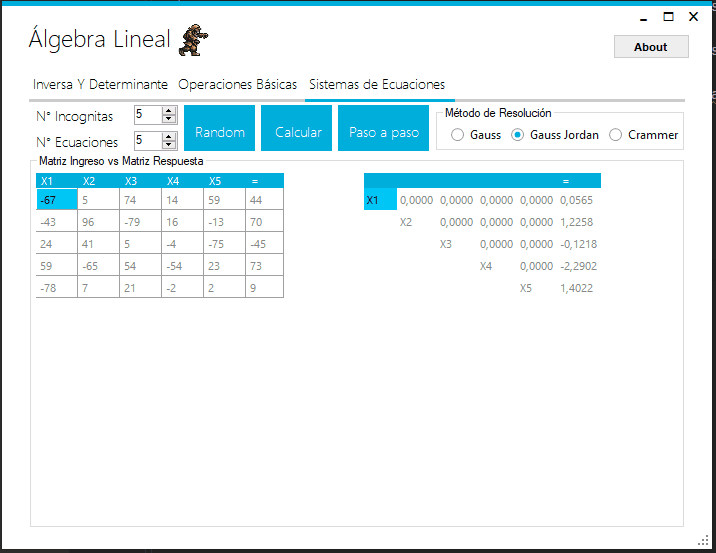 Álgebra Lineal
About
Inversa Y Determinante Operaciones Básicas Sistemas de Ecuaciones
N° Incognitas 5
N° Ecuaciones 5
Random Calcular Paso a paso
Método de Resolución
Gauss Gauss Jordan Crammer
Matriz Ingreso vs Matriz Respuesta
X1 X2 X3 X4 X5 = =
-67 5 74 14 59 44 X1 0,0000 0,0000 0,0000 0,0000 0,0565
-43 96 -79 16 -13 70 X2 0,0000 0,0000 0,0000 1,2258
24 41 5 -4 -75 -45 X3 0,0000 0,0000 -0,1218
59 -65 54 -54 23 73 X4 0,0000 -2,2902
-78 7 21 -2 2 9 X5 1,4022